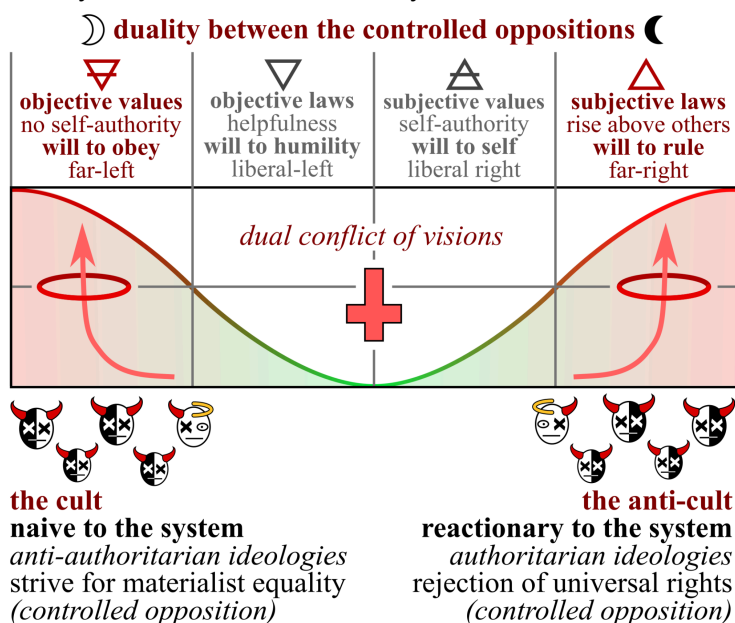 duality between the controlled oppositions
objective values
no self-authority
will to obey
far-left
objective laws
helpfulness
will to humility
liberal-left
subjective values
self-authority
will to self
liberal right
subjective laws
rise above others
will to rule
far-right
dual conflict of visions
the cult
naive to the system
anti-authoritarian ideologies
strive for materialist equality
(controlled opposition)
the anti-cult
reactionary to the system
authoritarian ideologies
rejection of universal rights
(controlled opposition)